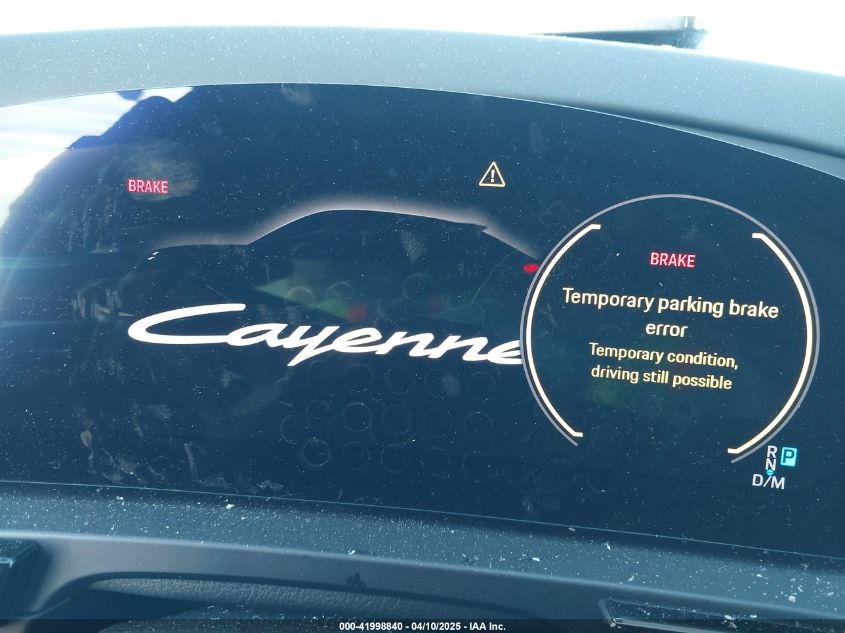 BRAKE
Cayenne
BRAKE
Temporary parking brake
error
Temporary condition,
driving still possible
R P
N
D/M
000-41998840 - 04/10/2025 - IAA Inc.